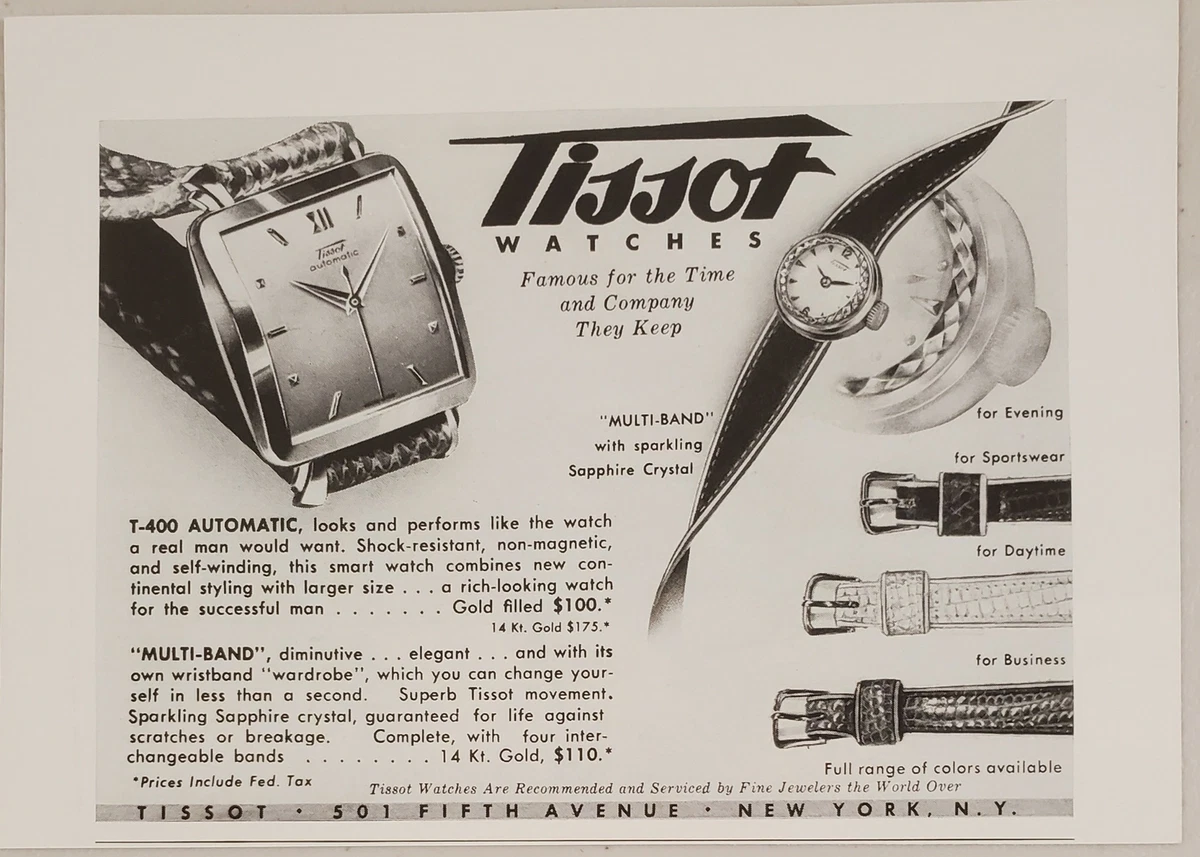 Tissot
WATCHES
Famous for the Time
and Company
They Keep
XII
Tissot
automatic
12
"MULTI-BAND"
with sparkling
Sapphire Crystal
for Evening
for Sportswear
for Daytime
for Business
Full range of colors available
T-400 AUTOMATIC, looks and performs like the watch
a real man would want. Shock-resistant, non-magnetic,
and self-winding, this smart watch combines new con-
tinental styling with larger size . . . a rich-looking watch
for the successful man . . . . . . . Gold filled $100.*
14 Kt. Gold $175.*
"MULTI-BAND", diminutive . . . elegant . . . and with its
own wristband "wardrobe", which you can change your-
self in less than a second. Superb Tissot movement.
Sparkling Sapphire crystal, guaranteed for life against
scratches or breakage. Complete, with four inter-
changeable bands . . . . . . . . 14 Kt. Gold, $110.*
*Prices Include Fed. Tax
Tissot Watches Are Recommended and Serviced by Fine Jewelers the World Over
TISSOT · 501 FIFTH AVENUE · NEW YORK, N.Y.